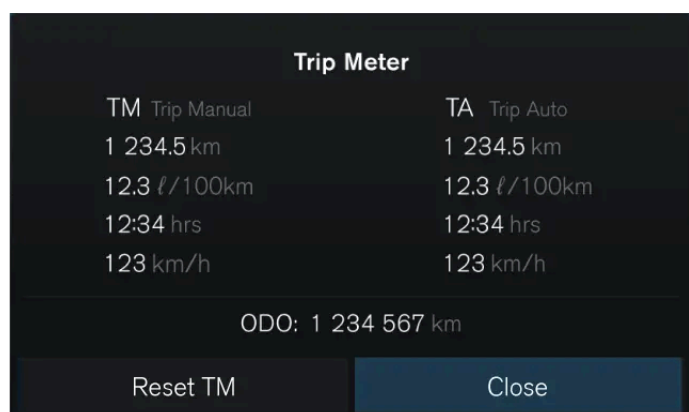 Trip Meter
TM Trip Manual
1 234.5 km
12.3 ℓ/100km
12:34 hrs
123 km/h
TA Trip Auto
1 234.5 km
12.3 ℓ/100km
12:34 hrs
123 km/h
ODO: 1 234 567 km
Reset TM
Close